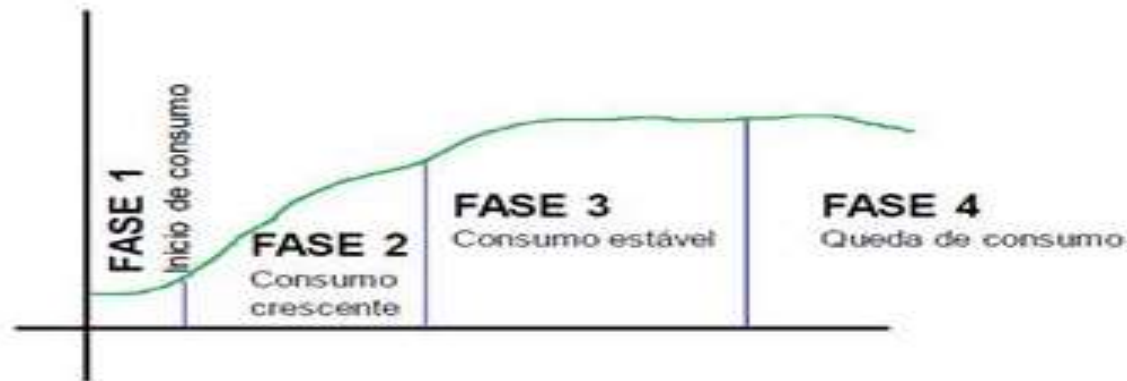 FASE 1
Início de consumo
FASE 2
Consumo
crescente
FASE 3
Consumo estável
FASE 4
Queda de consumo